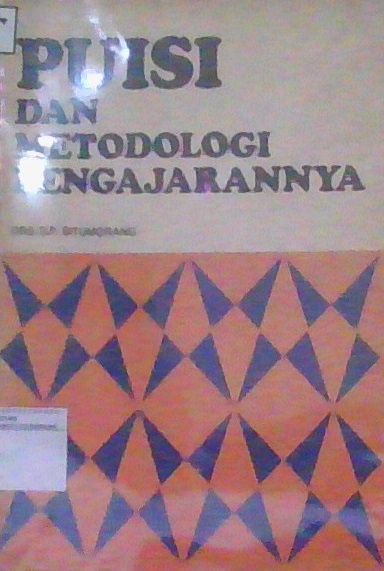 PUISI
DAN
METODOLOGI
PENGAJARANNYA
DRS. S.P. SITUMORANG